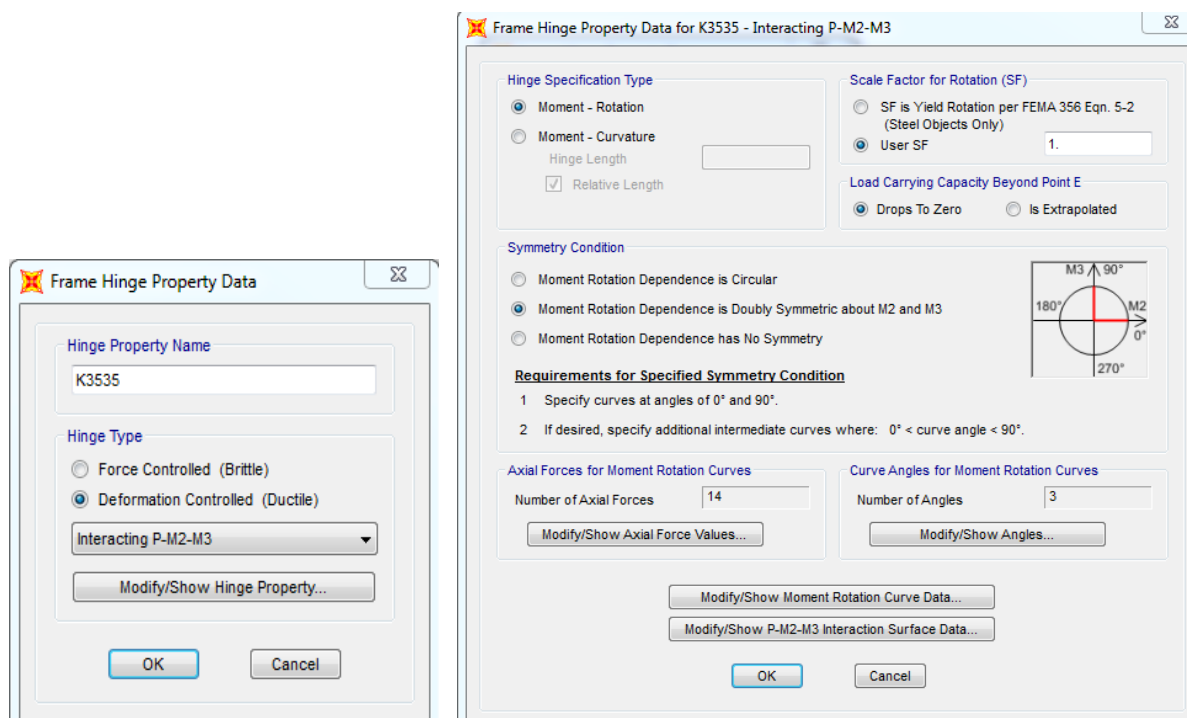 Frame Hinge Property Data
Hinge Property Name
K3535
Hinge Type
Force Controlled (Brittle)
Deformation Controlled (Ductile)
Interacting P-M2-M3
Modify/Show Hinge Property...
OK Cancel
Frame Hinge Property Data for K3535 - Interacting P-M2-M3
Hinge Specification Type
Moment - Rotation
Moment - Curvature
Hinge Length
Relative Length
Scale Factor for Rotation (SF)
SF is Yield Rotation per FEMA 356 Eqn. 5-2
(Steel Objects Only)
User SF 1.
Load Carrying Capacity Beyond Point E
Drops To Zero Is Extrapolated
Symmetry Condition
Moment Rotation Dependence is Circular
Moment Rotation Dependence is Doubly Symmetric about M2 and M3
Moment Rotation Dependence has No Symmetry
Requirements for Specified Symmetry Condition
1 Specify curves at angles of 0° and 90°.
2 If desired, specify additional intermediate curves where: 0° < curve angle < 90°.
M3 90°
180° M2
0°
270°
Axial Forces for Moment Rotation Curves
Number of Axial Forces 14
Modify/Show Axial Force Values...
Curve Angles for Moment Rotation Curves
Number of Angles 3
Modify/Show Angles...
Modify/Show Moment Rotation Curve Data...
Modify/Show P-M2-M3 Interaction Surface Data...
OK Cancel